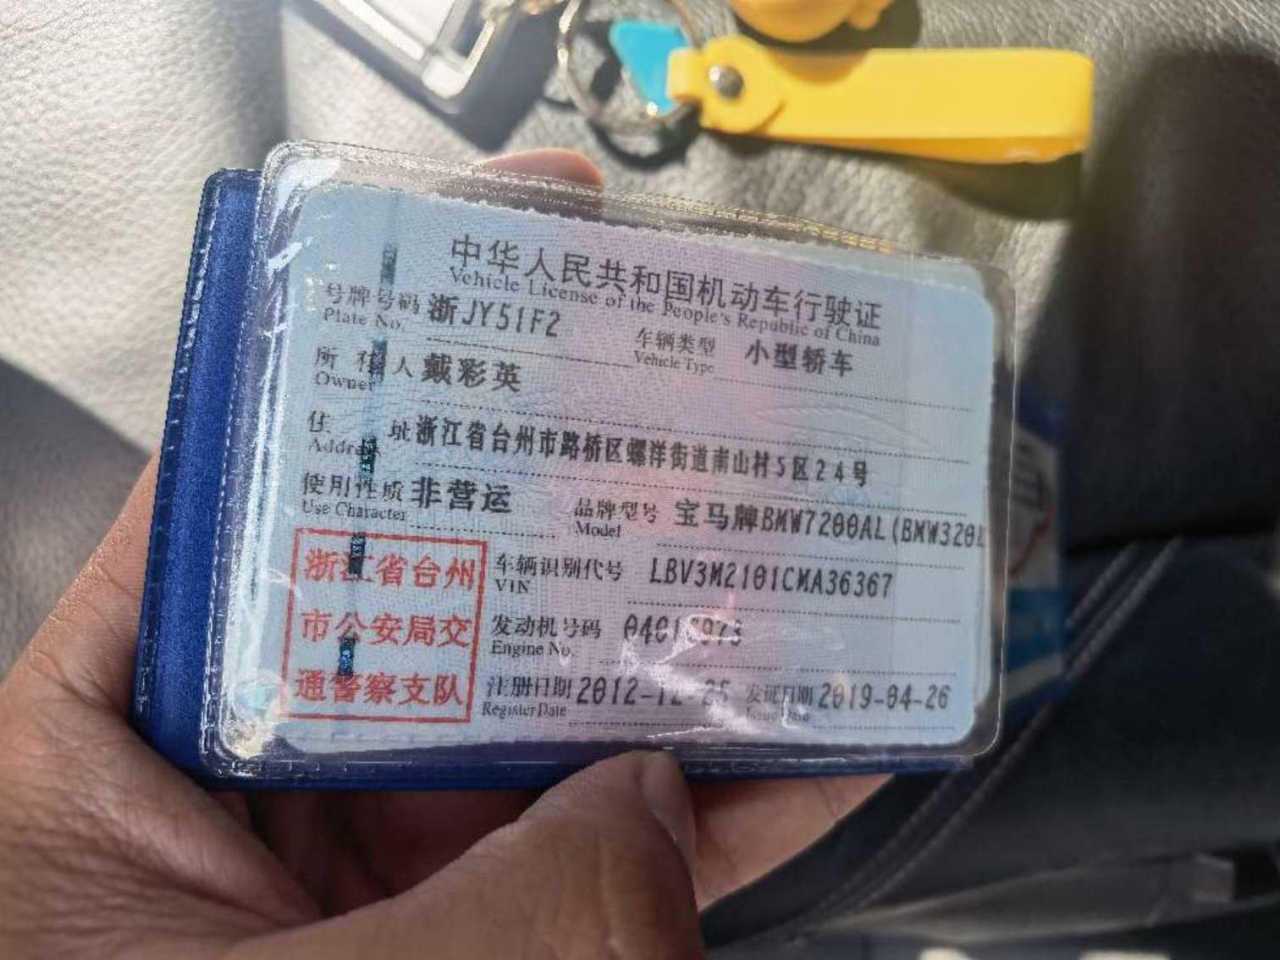 中华人民共和国机动车行驶证
Vehicle License of the People's Republic of China
号牌号码 浙JY51F2 车辆类型 小型轿车
Plate No. Vehicle Type
所有人 戴彩英
Owner
住址 浙江省台州市路桥区螺洋街道南山村5区24号
Address
使用性质 非营运 品牌型号 宝马牌BMW7200AL(BMW320L
Use Character Model
浙江省台州
市公安局交
通警察支队
车辆识别代号 LBV3M2101CMA36367
VIN
发动机号码
Engine No.
注册日期 2012-12-25 发证日期 2019-04-26
Register Date Issue Date